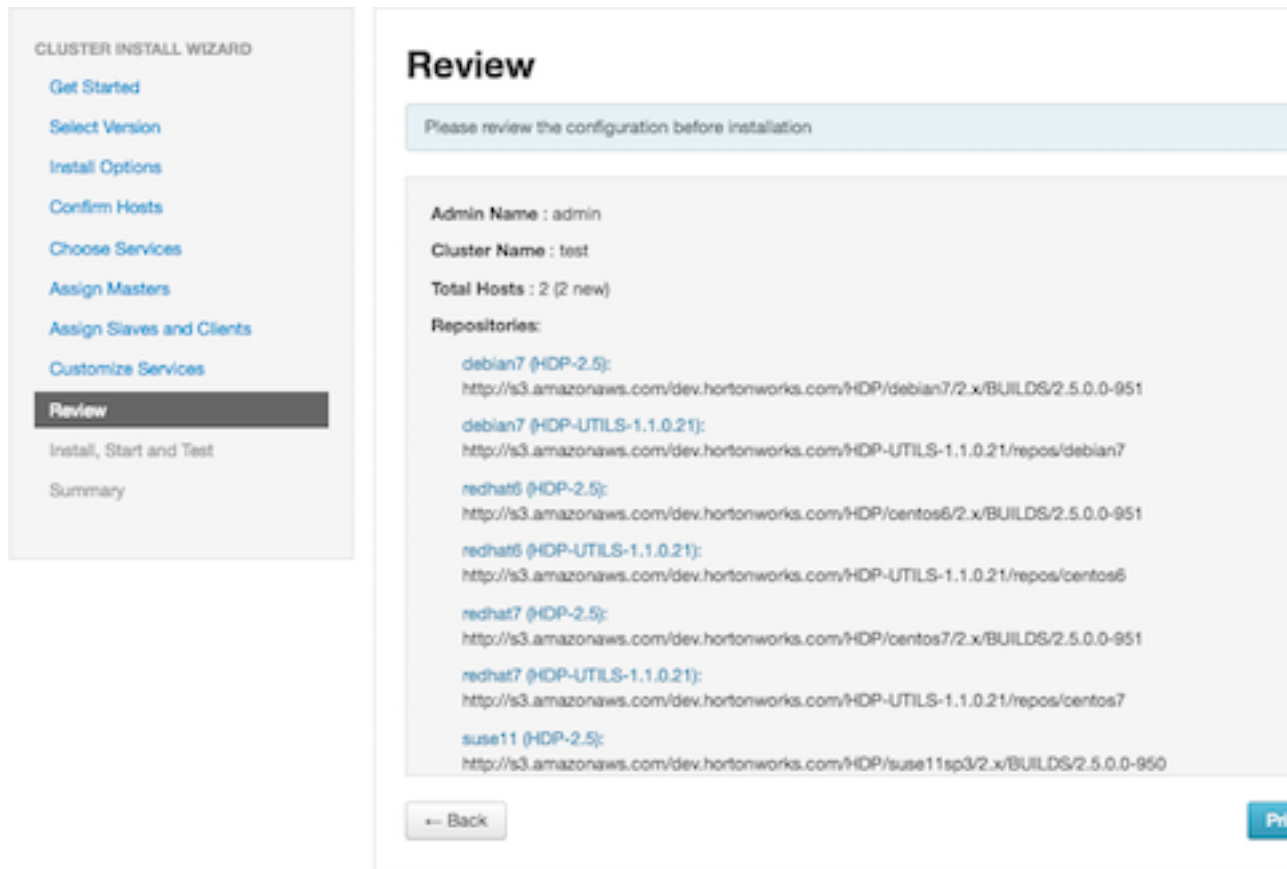 CLUSTER INSTALL WIZARD
Get Started
Select Version
Install Options
Confirm Hosts
Choose Services
Assign Masters
Assign Slaves and Clients
Customize Services
Review
Install, Start and Test
Summary
Review
Please review the configuration before installation
Admin Name : admin
Cluster Name : test
Total Hosts : 2 (2 new)
Repositories:
debian7 (HDP-2.5):
http://s3.amazonaws.com/dev.hortonworks.com/HDP/debian7/2.x/BUILDS/2.5.0.0-951
debian7 (HDP-UTILS-1.1.0.21):
http://s3.amazonaws.com/dev.hortonworks.com/HDP-UTILS-1.1.0.21/repos/debian7
redhat6 (HDP-2.5):
http://s3.amazonaws.com/dev.hortonworks.com/HDP/centos6/2.x/BUILDS/2.5.0.0-951
redhat6 (HDP-UTILS-1.1.0.21):
http://s3.amazonaws.com/dev.hortonworks.com/HDP-UTILS-1.1.0.21/repos/centos6
redhat7 (HDP-2.5):
http://s3.amazonaws.com/dev.hortonworks.com/HDP/centos7/2.x/BUILDS/2.5.0.0-951
redhat7 (HDP-UTILS-1.1.0.21):
http://s3.amazonaws.com/dev.hortonworks.com/HDP-UTILS-1.1.0.21/repos/centos7
suse11 (HDP-2.5):
http://s3.amazonaws.com/dev.hortonworks.com/HDP/suse11sp3/2.x/BUILDS/2.5.0.0-950
← Back